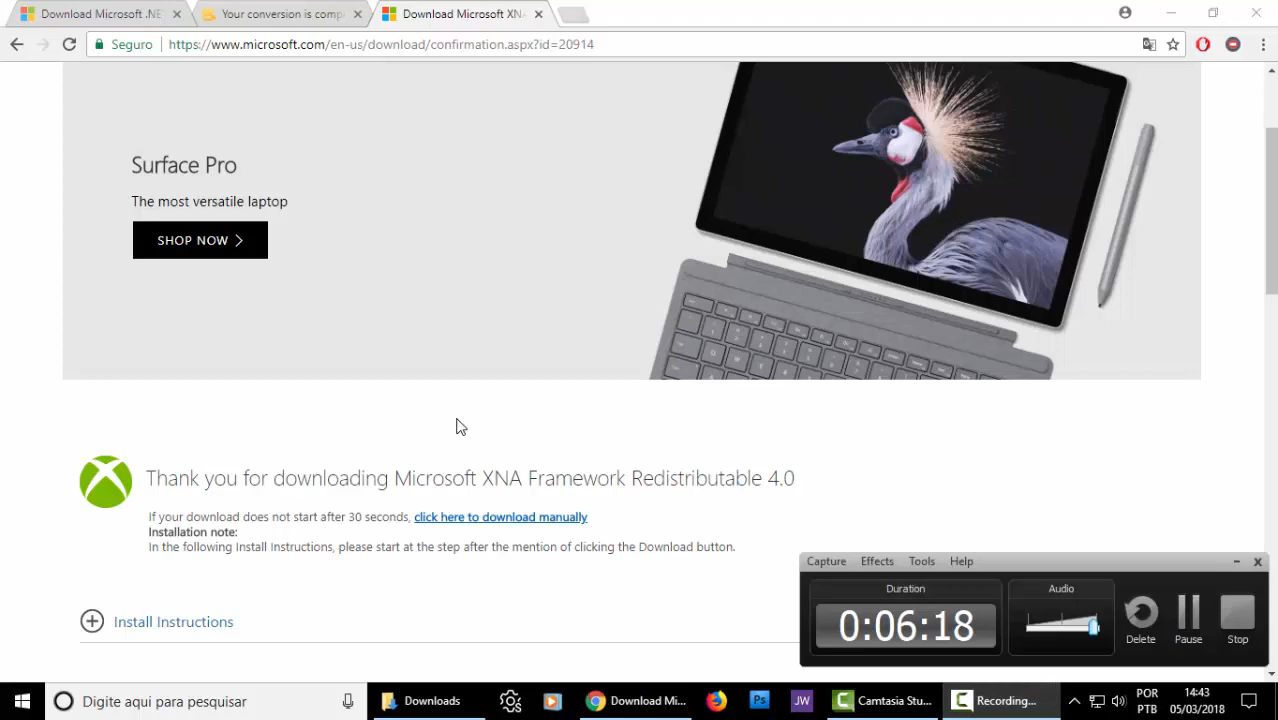 Download Microsoft .NE
Your conversion is comp
Download Microsoft XNA
Seguro
https://www.microsoft.com/en-us/download/confirmation.aspx?id=20914
Surface Pro
The most versatile laptop
SHOP NOW
Thank you for downloading Microsoft XNA Framework Redistributable 4.0
If your download does not start after 30 seconds, click here to download manually
Installation note:
In the following Install Instructions, please start at the step after the mention of clicking the Download button.
Install Instructions
Capture Effects Tools Help
Duration
0:06:18
Audio
Delete
Pause
Stop
Digite aqui para pesquisar
Downloads
Download Mi...
Ps
JW
Camtasia Stu...
Recording...
POR
PTB
14:43
05/03/2018